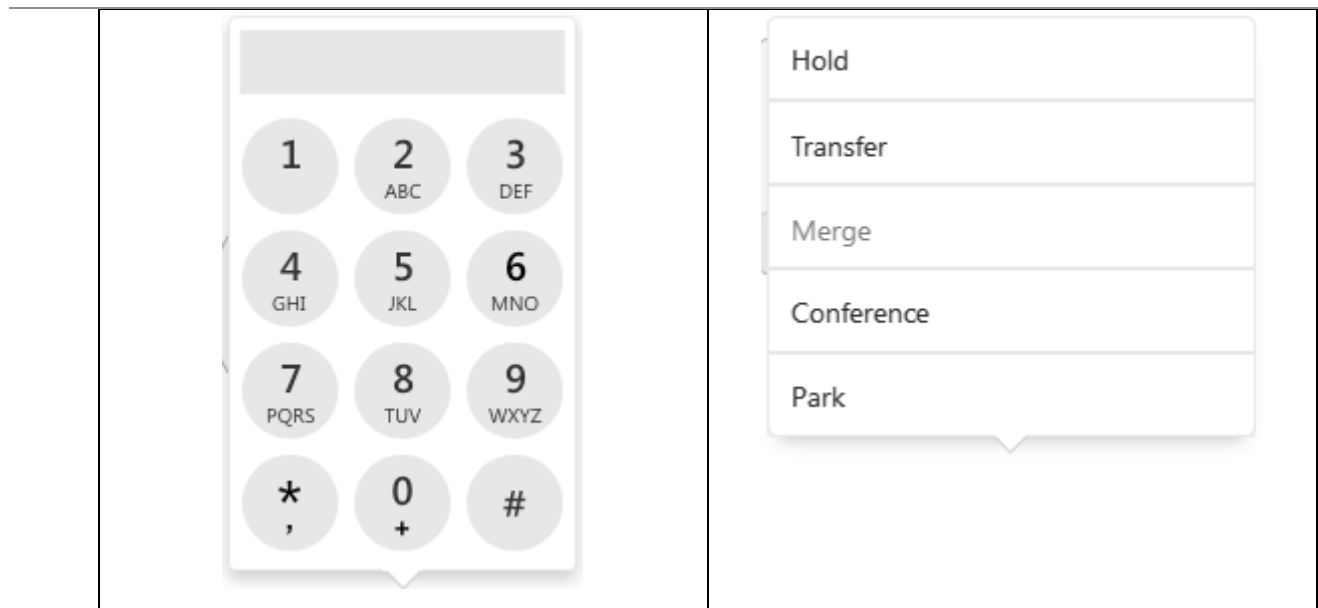 1 2 3
ABC DEF
4 5 6
GHI JKL MNO
7 8 9
PQRS TUV WXYZ
* 0 #
, +
Hold
Transfer
Merge
Conference
Park